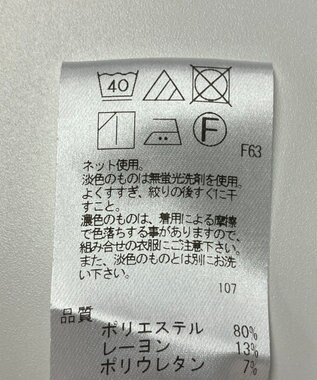 40
F
F63
ネット使用。
淡色のものは無蛍光洗剤を使用。
よくすすぎ、絞りの後すぐに干
すこと。
濃色のものは、着用による摩擦
で色落ちする事がありますので、
組み合せの衣服にご注意下さい。
また、淡色のものとは別にお洗
い下さい。
107
品質
ポリエステル 80%
レーヨン 13%
ポリウレタン 7%